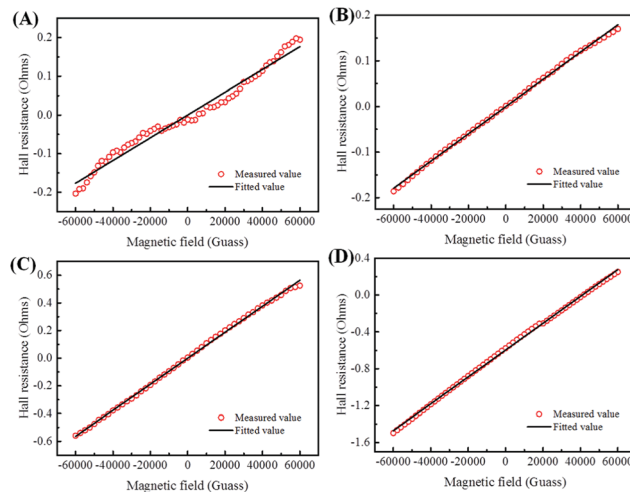 (A)
0.2
0.1
0.0
-0.1
-0.2
Hall resistance (Ohms)
Measured value
Fitted value
-60000 -40000 -20000 0 20000 40000 60000
Magnetic field (Guass)
(B)
0.2
0.1
0.0
-0.1
-0.2
Hall resistance (Ohms)
Measured value
Fitted value
-60000 -40000 -20000 0 20000 40000 60000
Magnetic field (Guass)
(C)
0.6
0.4
0.2
0.0
-0.2
-0.4
-0.6
Hall resistance (Ohms)
Measured value
Fitted value
-60000 -40000 -20000 0 20000 40000 60000
Magnetic field (Guass)
(D)
0.4
0.0
-0.4
-0.8
-1.2
-1.6
Hall resistance (Ohms)
Measured value
Fitted value
-60000 -40000 -20000 0 20000 40000 60000
Magnetic field (Guass)